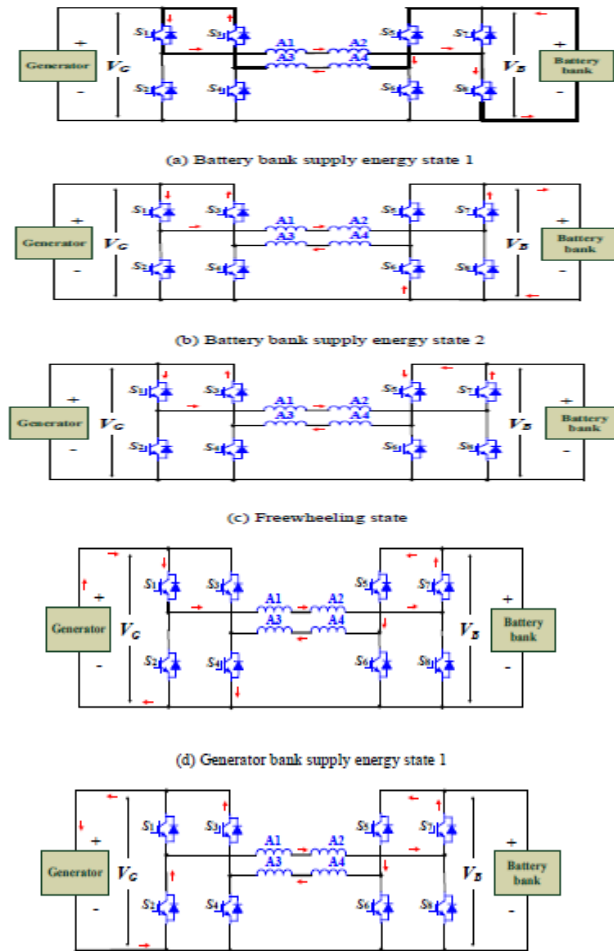 S1 S3 A1 A2 S5 S7
+ +
Generator VG A3 A4 VB Battery bank
- S2 S4 S6 S8 -
(a) Battery bank supply energy state 1
S1 S3 A1 A2 S5 S7
+ +
Generator VG A3 A4 VB Battery bank
- S2 S4 S6 S8 -
(b) Battery bank supply energy state 2
S1 S3 A1 A2 S5 S7
+ +
Generator VG A3 A4 VB Battery bank
- S2 S4 S6 S8 -
(c) Freewheeling state
S1 S3 A1 A2 S5 S7
+ +
Generator VG A3 A4 VB Battery bank
- S2 S4 S6 S8 -
(d) Generator bank supply energy state 1
S1 S3 A1 A2 S5 S7
+ +
Generator VG A3 A4 VB Battery bank
- S2 S4 S6 S8 -